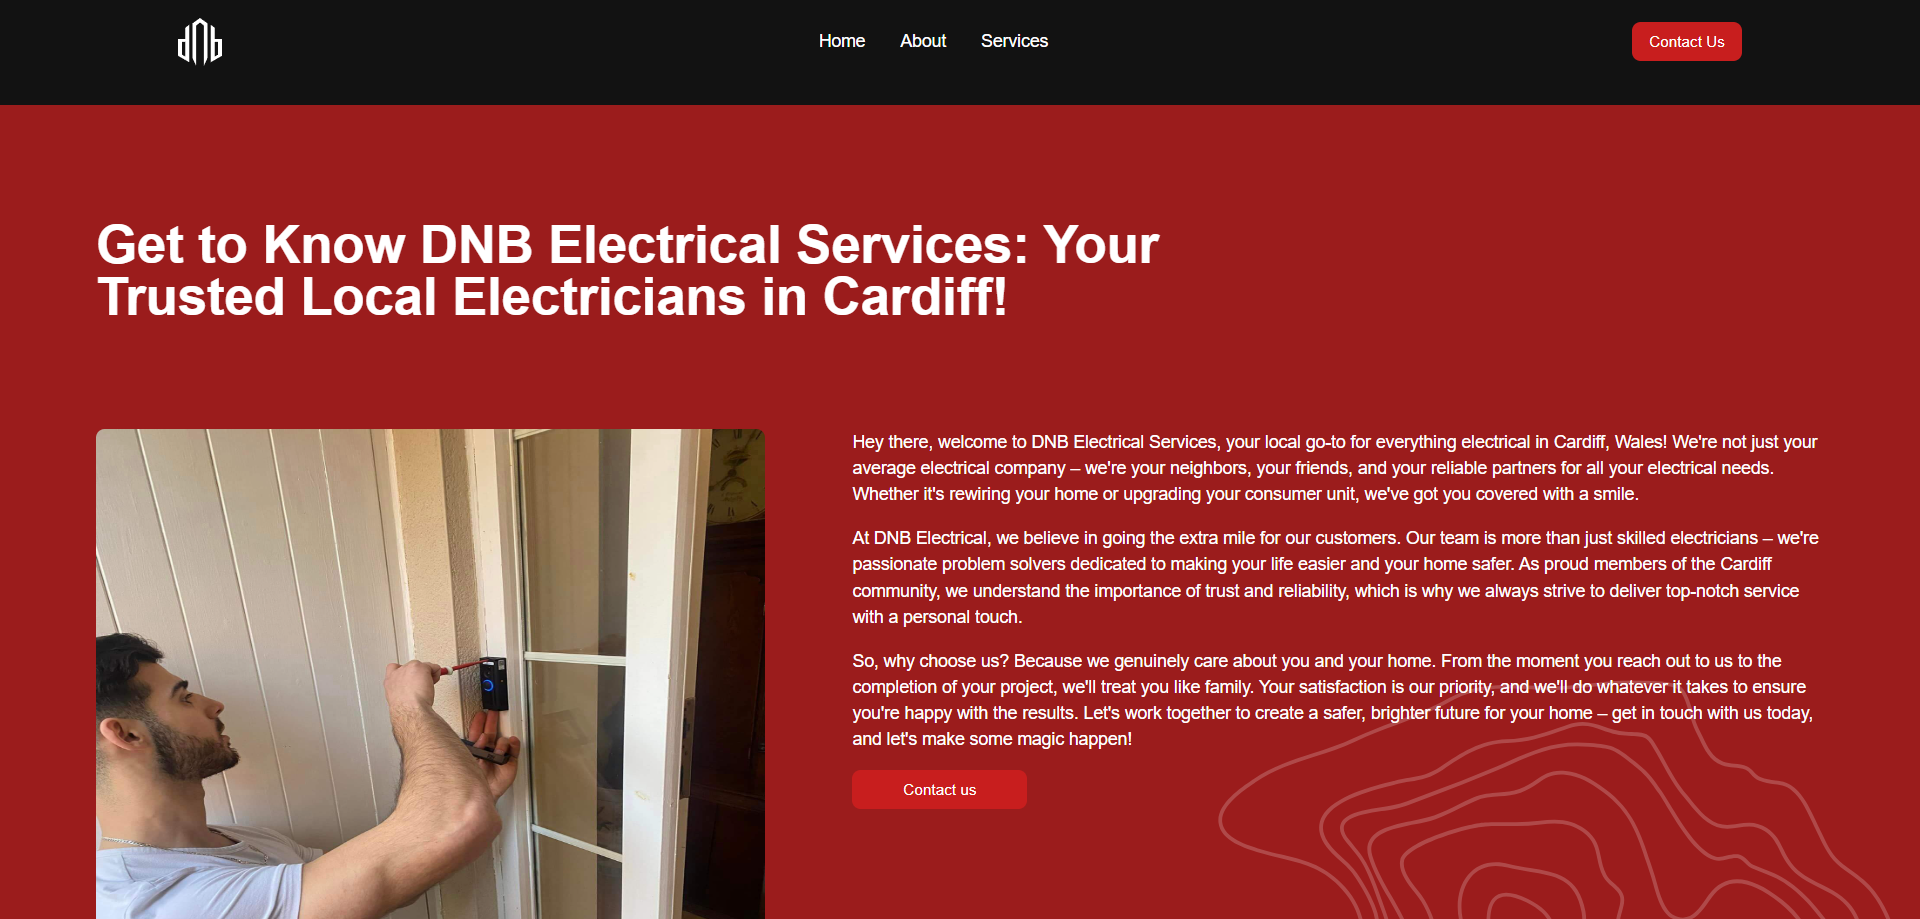 dNb
Home
About
Services
Contact Us
Get to Know DNB Electrical Services: Your
Trusted Local Electricians in Cardiff!
Hey there, welcome to DNB Electrical Services, your local go-to for everything electrical in Cardiff, Wales! We're not just your
average electrical company – we're your neighbors, your friends, and your reliable partners for all your electrical needs.
Whether it's rewiring your home or upgrading your consumer unit, we've got you covered with a smile.
At DNB Electrical, we believe in going the extra mile for our customers. Our team is more than just skilled electricians – we're
passionate problem solvers dedicated to making your life easier and your home safer. As proud members of the Cardiff
community, we understand the importance of trust and reliability, which is why we always strive to deliver top-notch service
with a personal touch.
So, why choose us? Because we genuinely care about you and your home. From the moment you reach out to us to the
completion of your project, we'll treat you like family. Your satisfaction is our priority, and we'll do whatever it takes to ensure
you're happy with the results. Let's work together to create a safer, brighter future for your home – get in touch with us today,
and let's make some magic happen!
Contact us